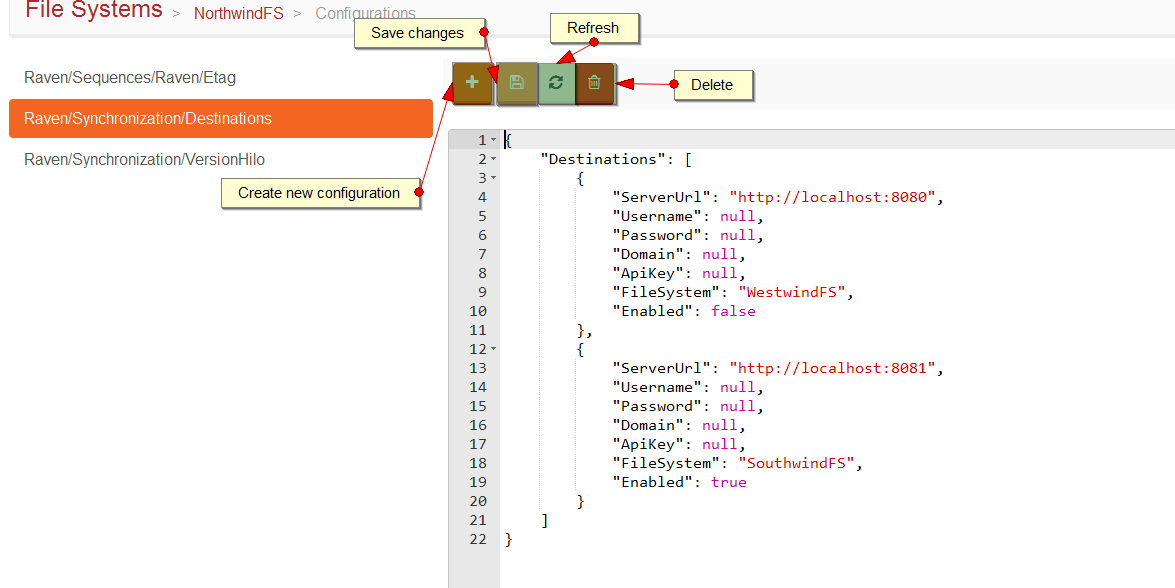 File Systems > NorthwindFS > Configurations
Save changes
Refresh
Delete
Raven/Sequences/Raven/Etag
Raven/Synchronization/Destinations
Raven/Synchronization/VersionHilo
Create new configuration
1 {
2 "Destinations": [
3 {
4 "ServerUrl": "http://localhost:8080",
5 "Username": null,
6 "Password": null,
7 "Domain": null,
8 "ApiKey": null,
9 "FileSystem": "WestwindFS",
10 "Enabled": false
11 },
12 {
13 "ServerUrl": "http://localhost:8081",
14 "Username": null,
15 "Password": null,
16 "Domain": null,
17 "ApiKey": null,
18 "FileSystem": "SouthwindFS",
19 "Enabled": true
20 }
21 ]
22 }